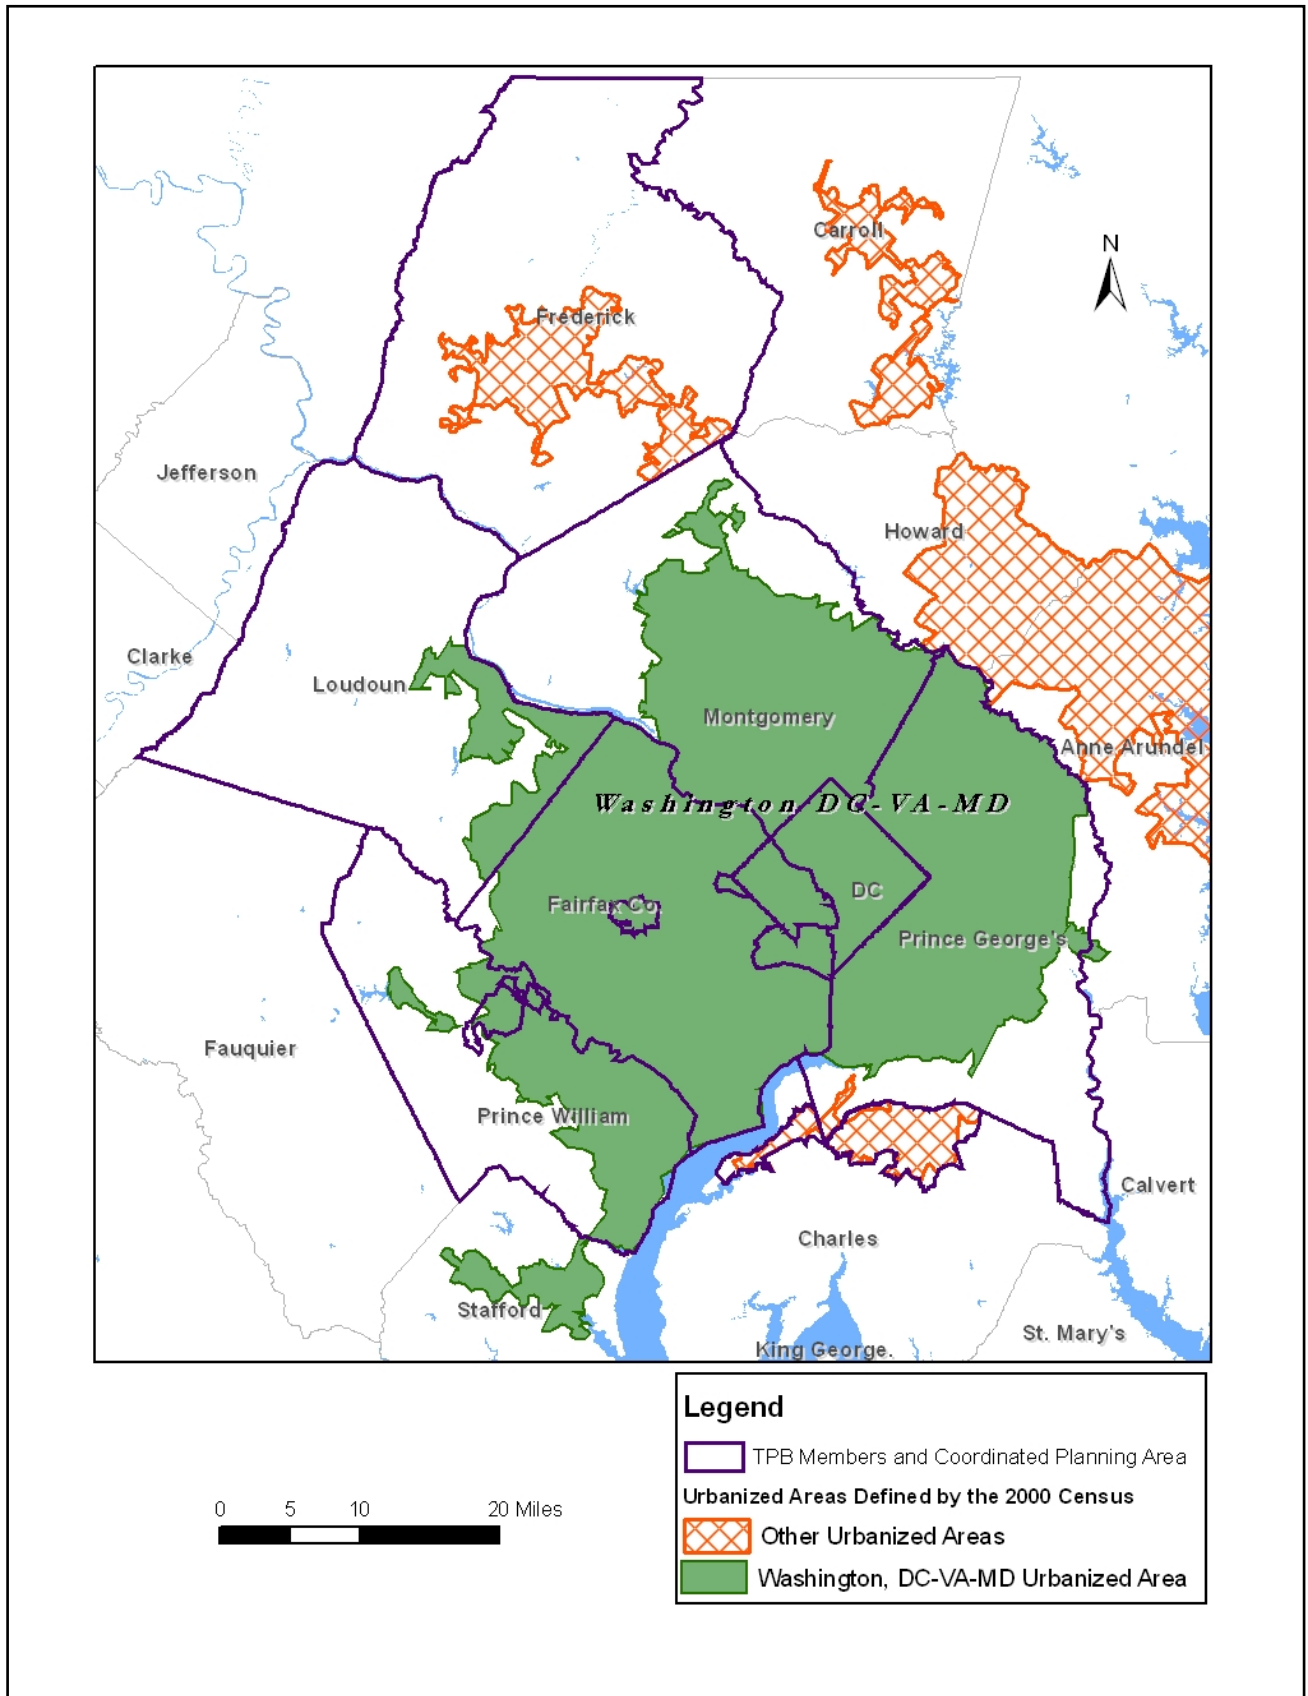 N
Carroll
Frederick
Jefferson
Howard
Clarke
Loudoun
Montgomery
Anne Arundel
Washington, DC-VA-MD
DC
Fairfax Co.
Prince George's
Fauquier
Prince William
Calvert
Charles
Stafford
St. Mary's
King George.
Legend
TPB Members and Coordinated Planning Area
Urbanized Areas Defined by the 2000 Census
Other Urbanized Areas
Washington, DC-VA-MD Urbanized Area
0 5 10 20 Miles